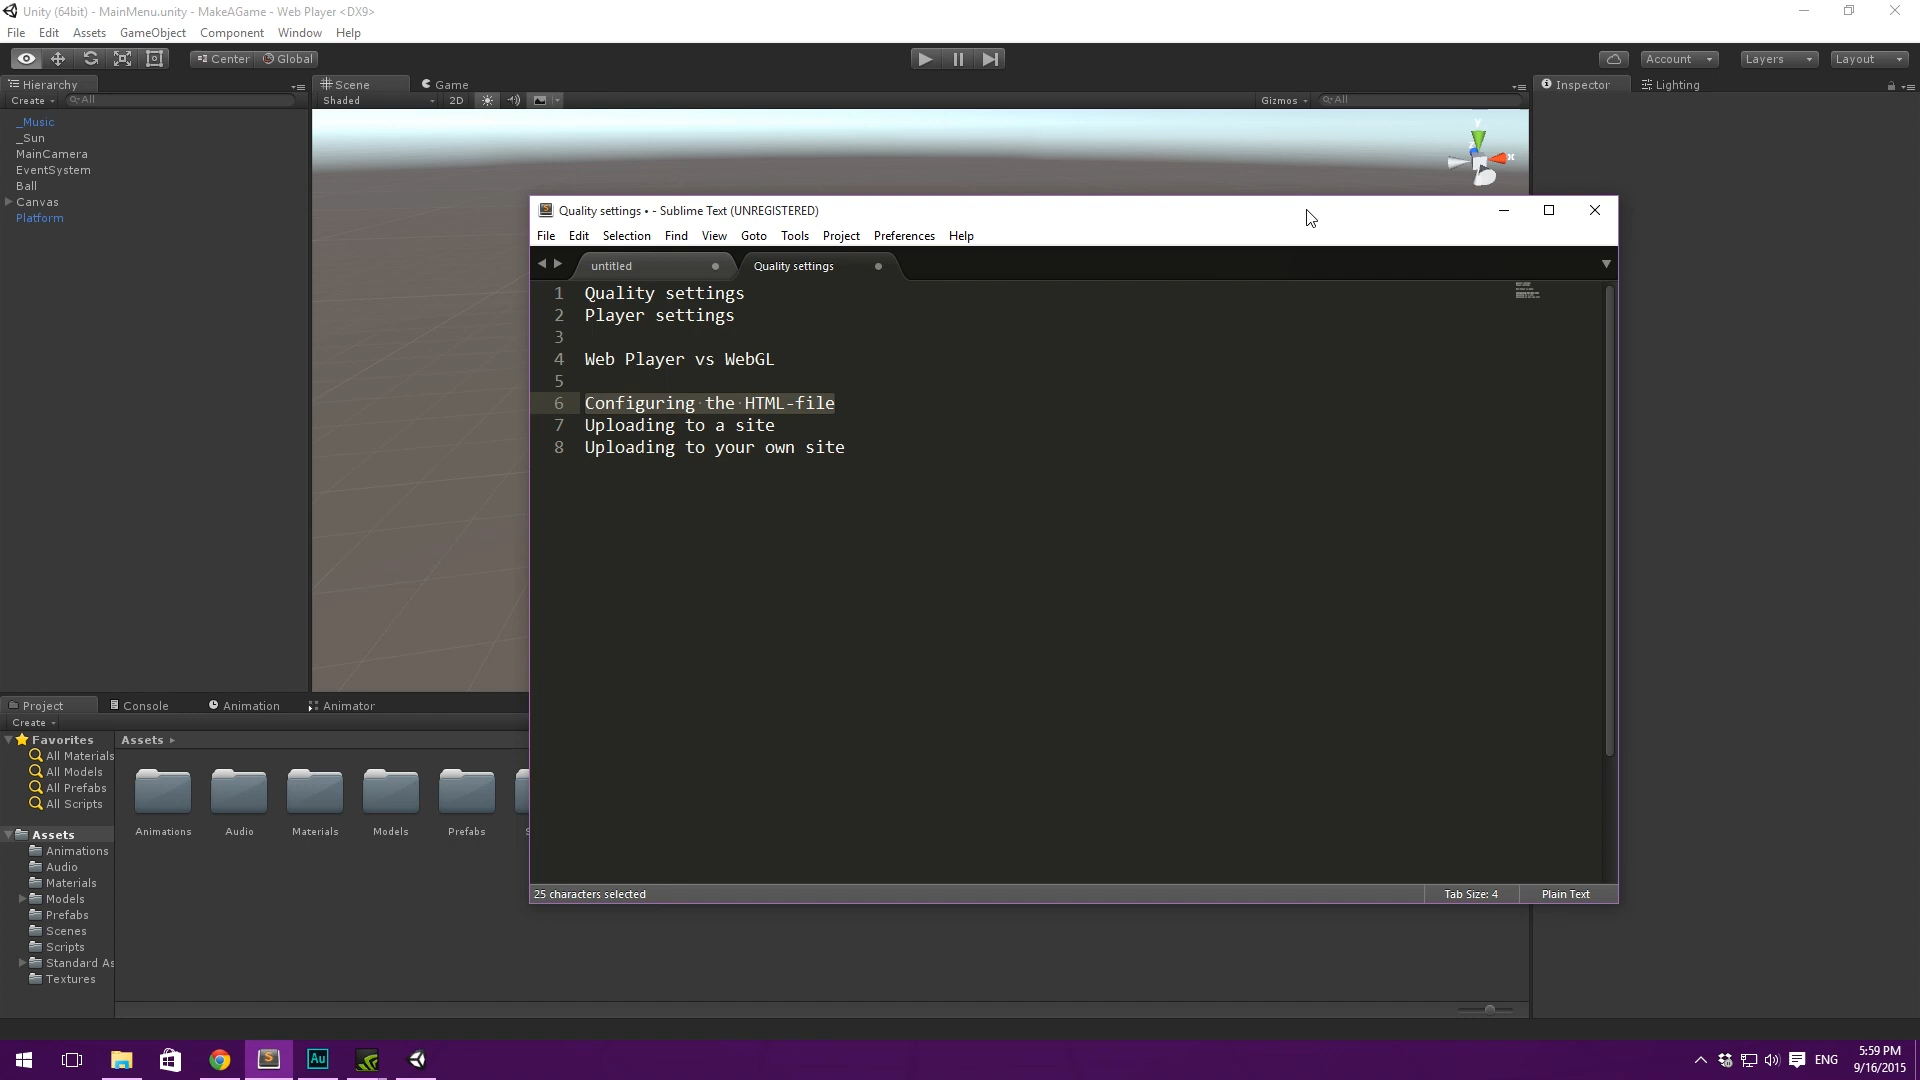 Unity (64bit) - MainMenu.unity - MakeAGame - Web Player <DX9>
File Edit Assets GameObject Component Window Help
Center Global
Account Layers Layout
Hierarchy
Create All
_Music
_Sun
MainCamera
EventSystem
Ball
Canvas
Platform
Scene Game
Shaded 2D Gizmos All
y
x
Inspector Lighting
Quality settings • - Sublime Text (UNREGISTERED)
File Edit Selection Find View Goto Tools Project Preferences Help
untitled Quality settings
1 Quality settings
2 Player settings
3
4 Web Player vs WebGL
5
6 Configuring the HTML-file
7 Uploading to a site
8 Uploading to your own site
25 characters selected Tab Size: 4 Plain Text
Project Console Animation Animator
Create
Favorites
All Materials
All Models
All Prefabs
All Scripts
Assets
Animations
Audio
Materials
Models
Prefabs
Scenes
Scripts
Standard As
Textures
Assets
Animations Audio Materials Models Prefabs S
S Au
ENG
5:59 PM
9/16/2015